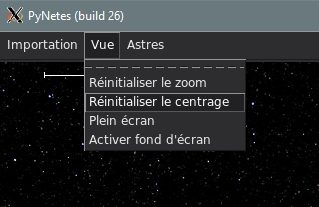 PyNetes (build 26)
Importation Vue Astres
Réinitialiser le zoom
Réinitialiser le centrage
Plein écran
Activer fond d'écran